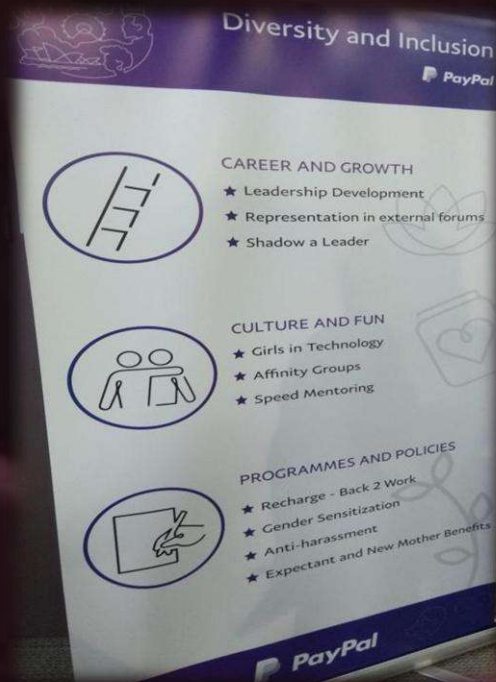 Diversity and Inclusion
PayPal
CAREER AND GROWTH
★ Leadership Development
★ Representation in external forums
★ Shadow a Leader
CULTURE AND FUN
★ Girls in Technology
★ Affinity Groups
★ Speed Mentoring
PROGRAMMES AND POLICIES
★ Recharge - Back 2 Work
★ Gender Sensitization
★ Anti-harassment
★ Expectant and New Mother Benefits
PayPal